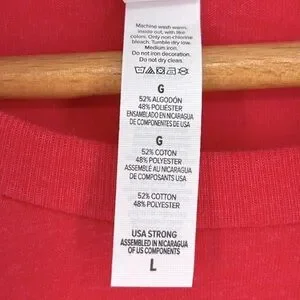 Machine wash warm,
inside out, with like
colors. Only non-chlorine
bleach. Tumble dry low.
Medium iron.
Do not iron decoration.
Do not dry clean.
G
52% ALGODÓN
48% POLIÉSTER
ENSAMBLADO EN NICARAGUA
DE COMPONENTES DE USA
G
52% COTON
48% POLYESTER
ASSEMBLÉ AU NICARAGUA
DE COMPOSANTS USA
52% COTTON
48% POLYESTER
USA STRONG
ASSEMBLED IN NICARAGUA
OF US COMPONENTS
L